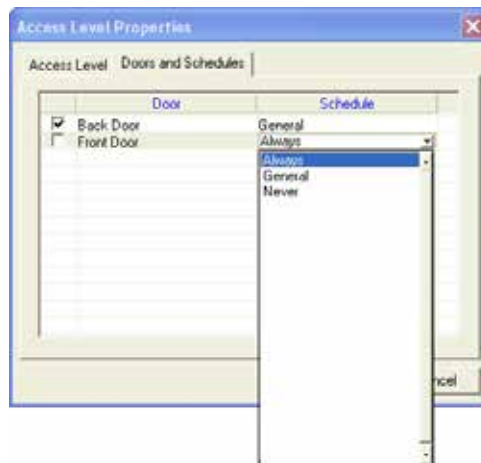 Access Level Properties
Access Level Doors and Schedules
Door Schedule
Back Door General
Front Door Always
Always
General
Never
ncel